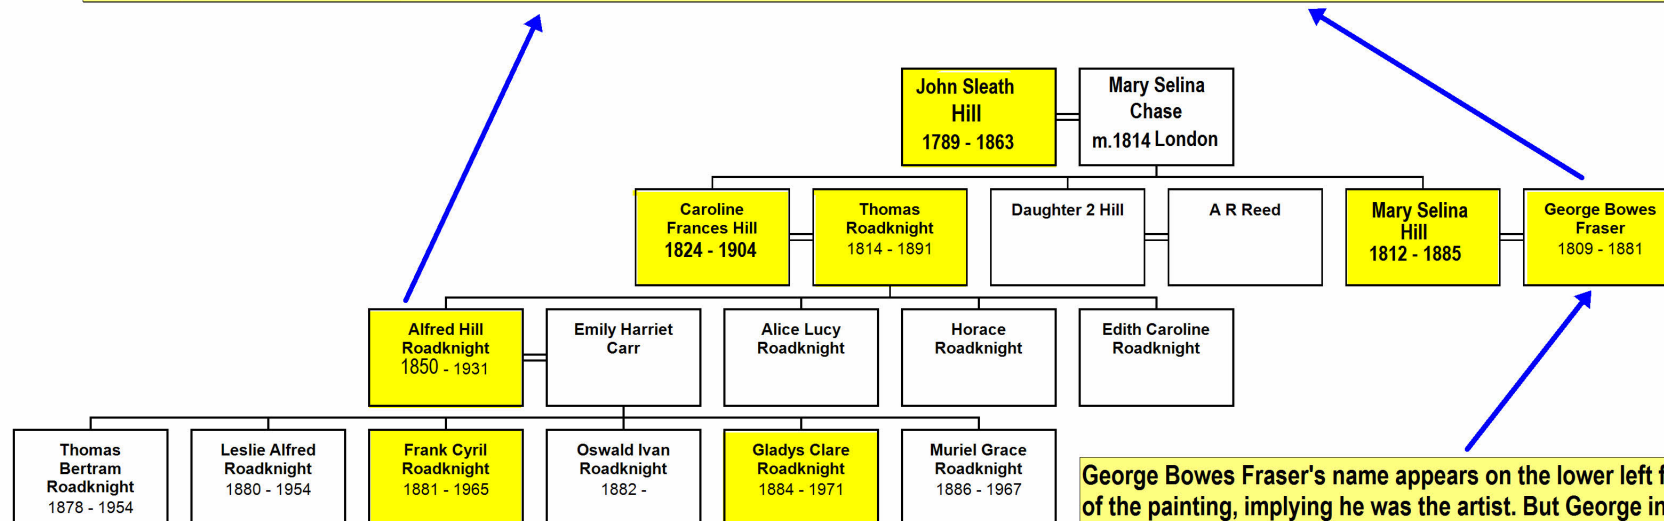 John Sleath
Hill
1789 - 1863
Mary Selina
Chase
m.1814 London
Caroline
Frances Hill
1824 - 1904
Thomas
Roadknight
1814 - 1891
Daughter 2 Hill
A R Reed
Mary Selina
Hill
1812 - 1885
George Bowes
Fraser
1809 - 1881
Alfred Hill
Roadknight
1850 - 1931
Emily Harriet
Carr
Alice Lucy
Roadknight
Horace
Roadknight
Edith Caroline
Roadknight
Thomas
Bertram
Roadknight
1878 - 1954
Leslie Alfred
Roadknight
1880 - 1954
Frank Cyril
Roadknight
1881 - 1965
Oswald Ivan
Roadknight
1882 -
Gladys Clare
Roadknight
1884 - 1971
Muriel Grace
Roadknight
1886 - 1967
George Bowes Fraser's name appears on the lower left
of the painting, implying he was the artist. But George in